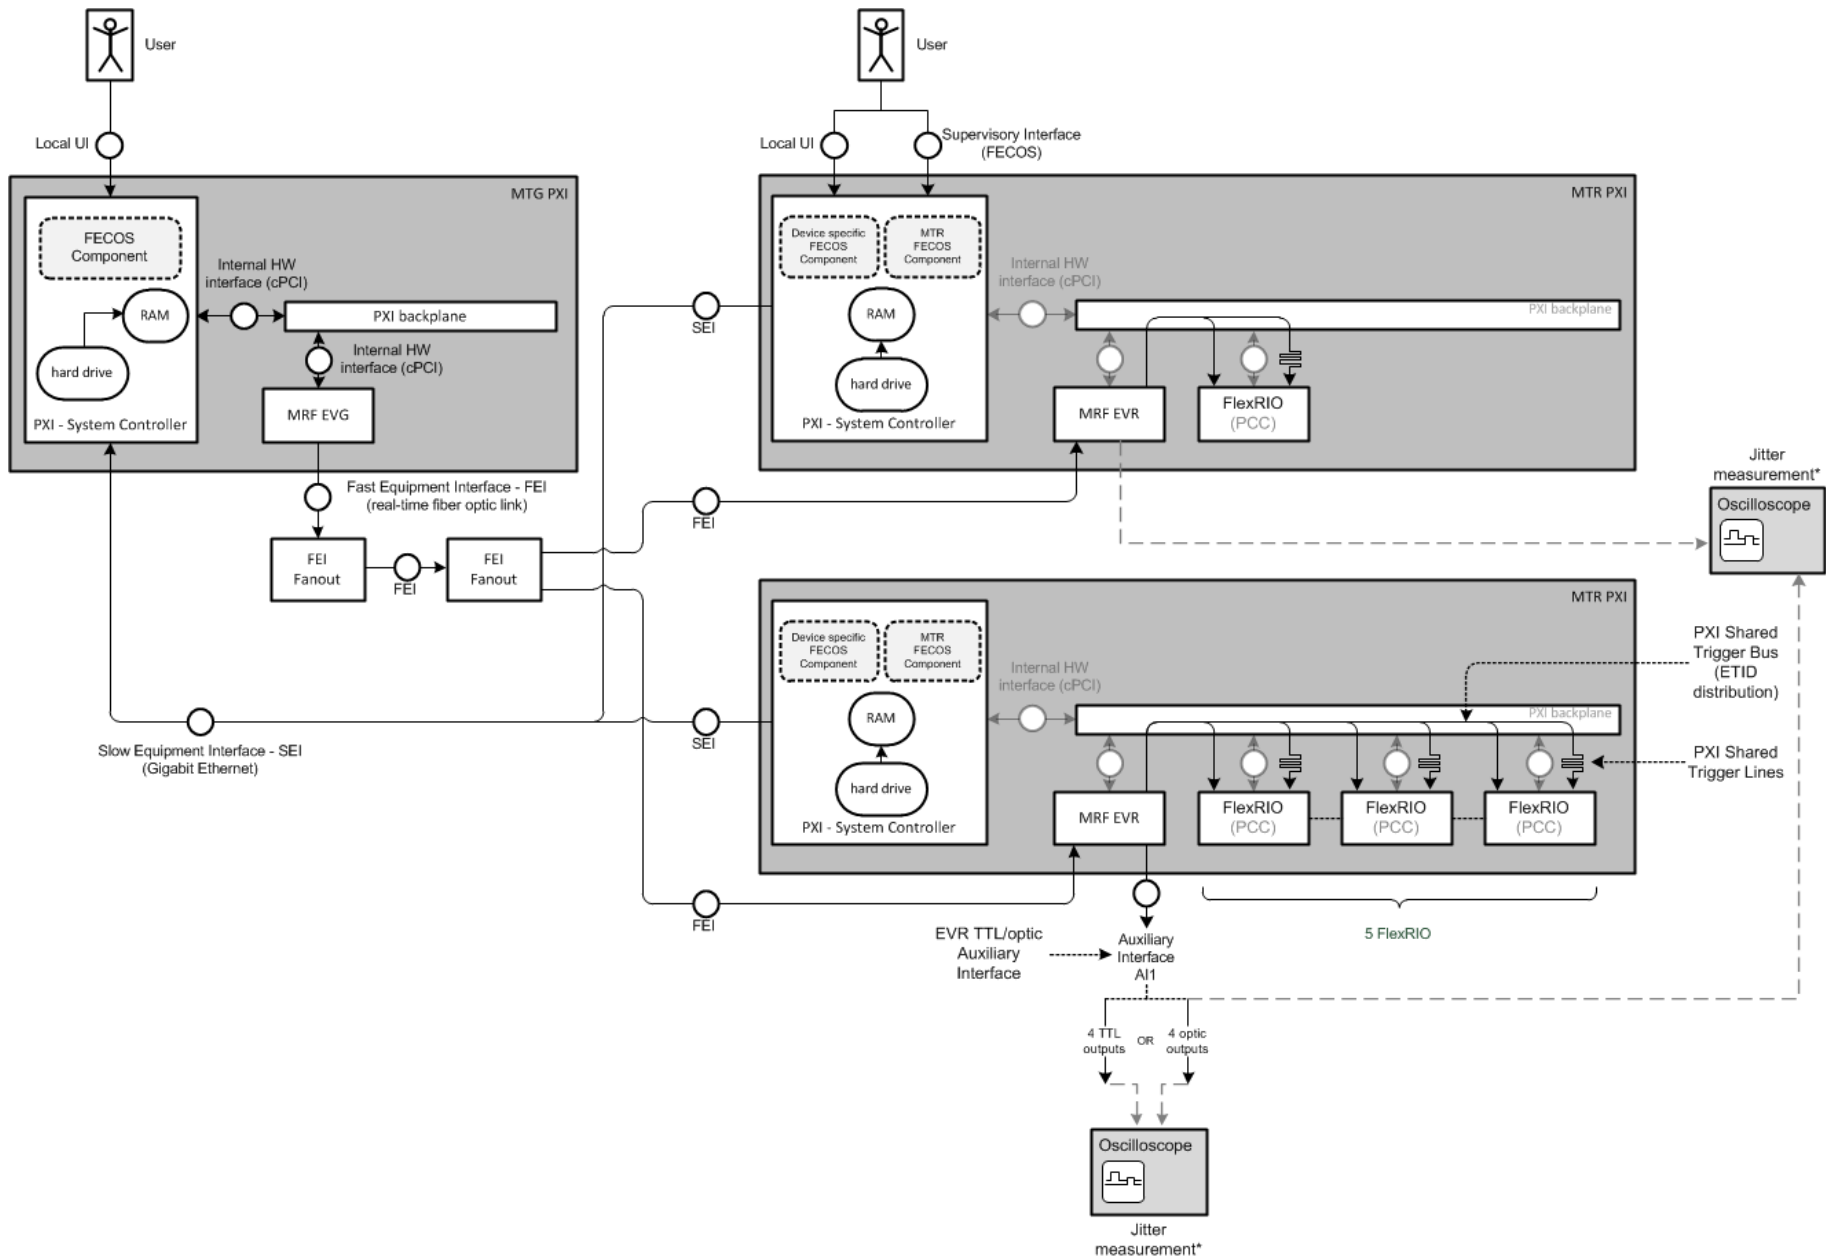 User
Local UI
MTG PXI
FECOS
Component
Internal HW
interface (cPCI)
RAM
PXI backplane
Internal HW
interface (cPCI)
hard drive
MRF EVG
PXI - System Controller
Fast Equipment Interface - FEI
(real-time fiber optic link)
FEI
Fanout
FEI
FEI
Fanout
Slow Equipment Interface - SEI
(Gigabit Ethernet)
User
Local UI
Supervisory Interface
(FECOS)
MTR PXI
Device specific
FECOS
Component
MTR
FECOS
Component
Internal HW
interface (cPCI)
SEI
RAM
PXI backplane
hard drive
MRF EVR
FlexRIO
(PCC)
PXI - System Controller
FEI
Jitter
measurement*
Oscilloscope
MTR PXI
Device specific
FECOS
Component
MTR
FECOS
Component
Internal HW
interface (cPCI)
PXI Shared
Trigger Bus
(ETID
distribution)
SEI
RAM
PXI backplane
PXI Shared
Trigger Lines
hard drive
MRF EVR
FlexRIO
(PCC)
FlexRIO
(PCC)
FlexRIO
(PCC)
PXI - System Controller
FEI
5 FlexRIO
EVR TTL/optic
Auxiliary
Interface
Auxiliary
Interface
AI1
4 TTL
outputs
OR
4 optic
outputs
Oscilloscope
Jitter
measurement*